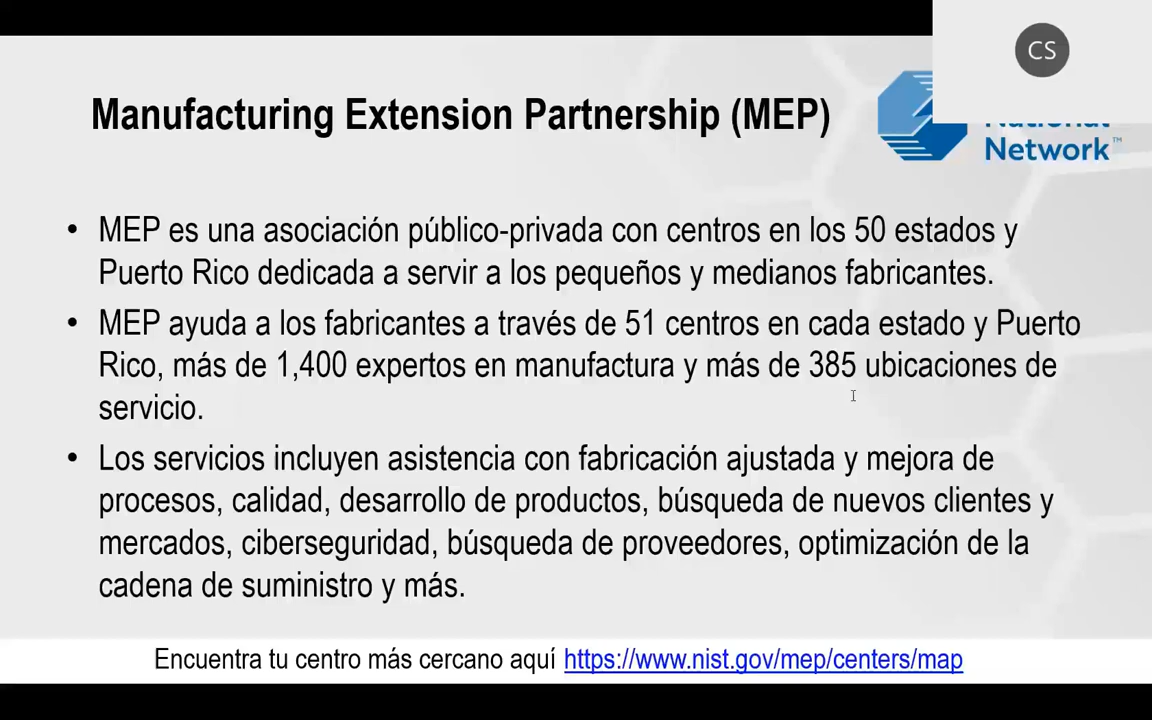 CS
Manufacturing Extension Partnership (MEP)
Network™
• MEP es una asociación público-privada con centros en los 50 estados y
Puerto Rico dedicada a servir a los pequeños y medianos fabricantes.
• MEP ayuda a los fabricantes a través de 51 centros en cada estado y Puerto
Rico, más de 1,400 expertos en manufactura y más de 385 ubicaciones de
servicio.
• Los servicios incluyen asistencia con fabricación ajustada y mejora de
procesos, calidad, desarrollo de productos, búsqueda de nuevos clientes y
mercados, ciberseguridad, búsqueda de proveedores, optimización de la
cadena de suministro y más.
Encuentra tu centro más cercano aquí https://www.nist.gov/mep/centers/map